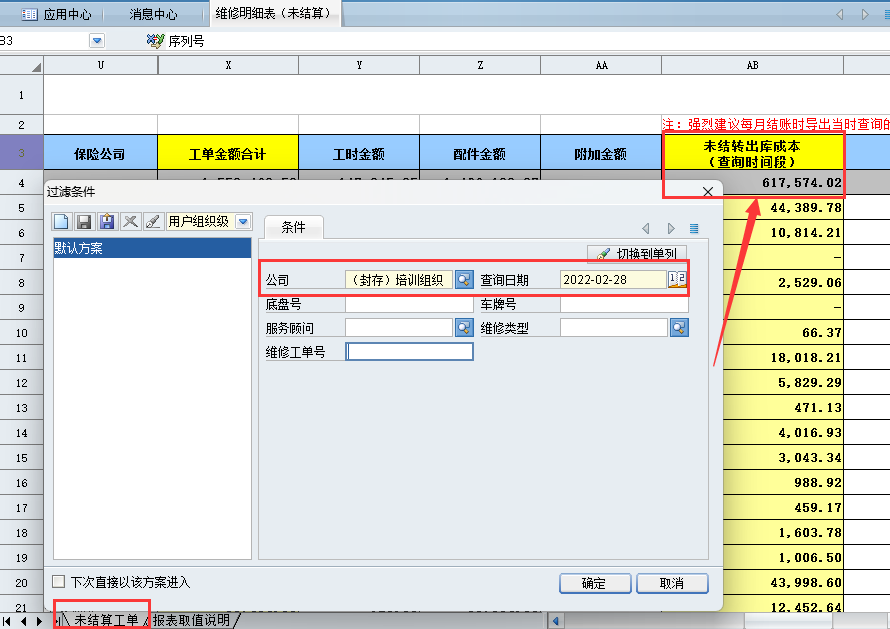 应用中心 消息中心 维修明细表（未结算）
B3 序列号
U X Y Z AA AB
1
2 注：强烈建议每月结账时导出当时查询的
3 保险公司 工单金额合计 工时金额 配件金额 附加金额 未结转出库成本
（查询时间段）
4 617,574.02
过滤条件
5 44,389.78
用户组织级 条件
6 10,814.21
默认方案
7 切换到单列 –
公司 （封存）培训组织 查询日期 2022-02-28
8 2,529.06
底盘号 车牌号
9 –
服务顾问 维修类型
10 66.37
维修工单号
11 18,021.21
12 5,829.29
13 471.13
14 4,016.93
15 3,043.34
16 988.92
17 459.17
18 1,603.78
19 1,006.50
20 下次直接以该方案进入 确定 取消 43,998.60
21 12,452.64
未结算工单 报表取值说明